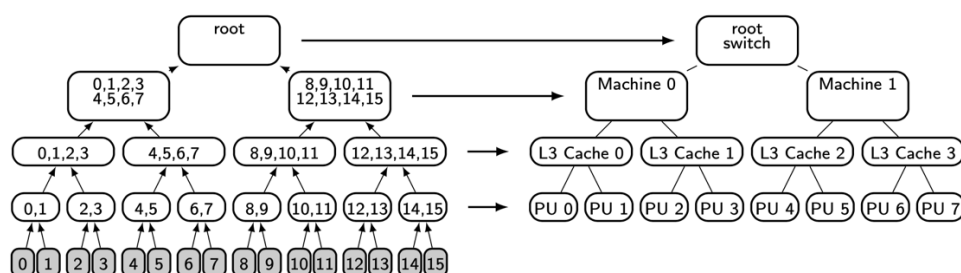 root
root
switch
0,1,2,3
4,5,6,7
8,9,10,11
12,13,14,15
Machine 0
Machine 1
0,1,2,3
4,5,6,7
8,9,10,11
12,13,14,15
L3 Cache 0
L3 Cache 1
L3 Cache 2
L3 Cache 3
0,1
2,3
4,5
6,7
8,9
10,11
12,13
14,15
PU 0
PU 1
PU 2
PU 3
PU 4
PU 5
PU 6
PU 7
0
1
2
3
4
5
6
7
8
9
10
11
12
13
14
15